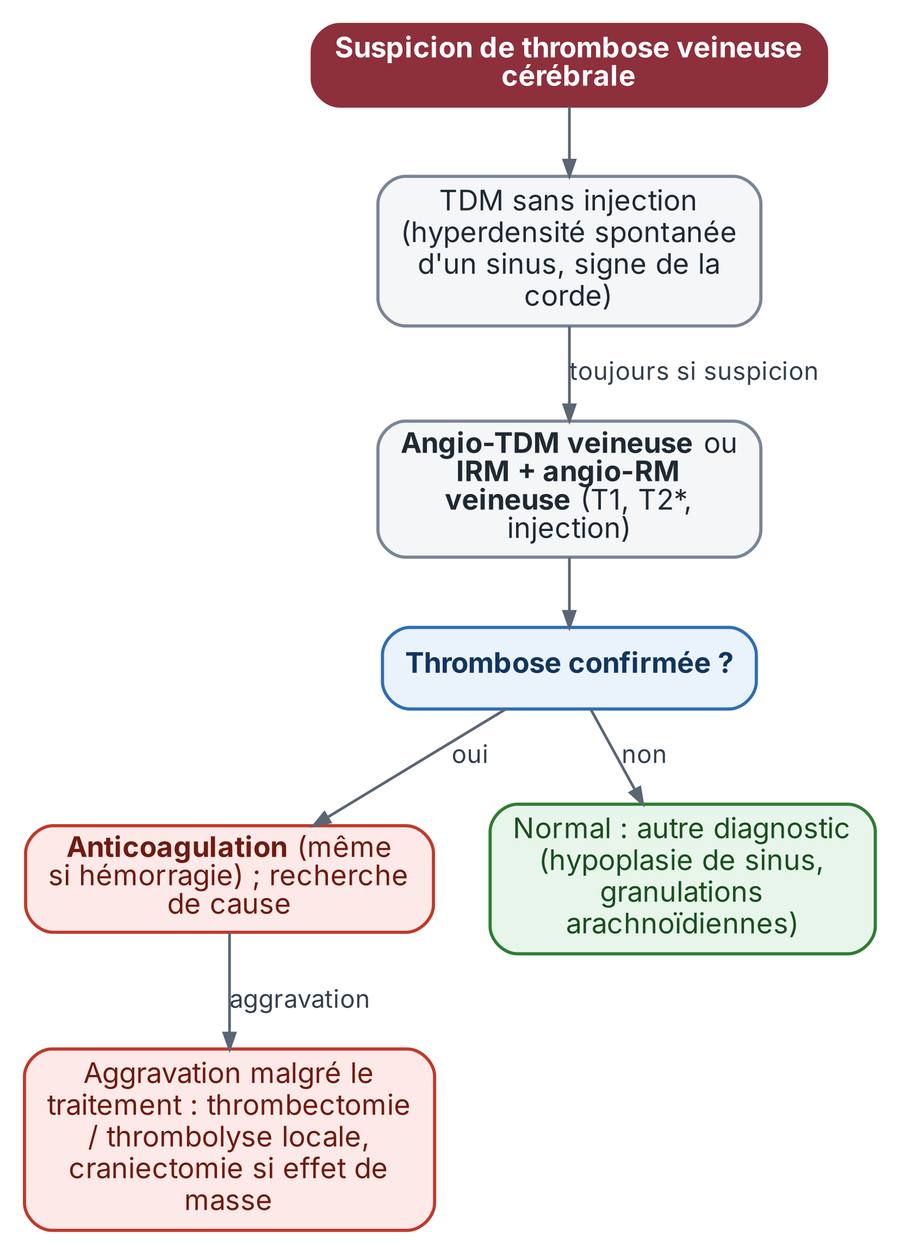 Suspicion de thrombose veineuse
cérébrale
TDM sans injection
(hyperdensité spontanée
d'un sinus, signe de la
corde)
toujours si suspicion
Angio-TDM veineuse ou
IRM + angio-RM
veineuse (T1, T2*,
injection)
Thrombose confirmée ?
oui
non
Anticoagulation (même
si hémorragie) ; recherche
de cause
Normal : autre diagnostic
(hypoplasie de sinus,
granulations
arachnoïdiennes)
aggravation
Aggravation malgré le
traitement : thrombectomie
/ thrombolyse locale,
craniectomie si effet de
masse